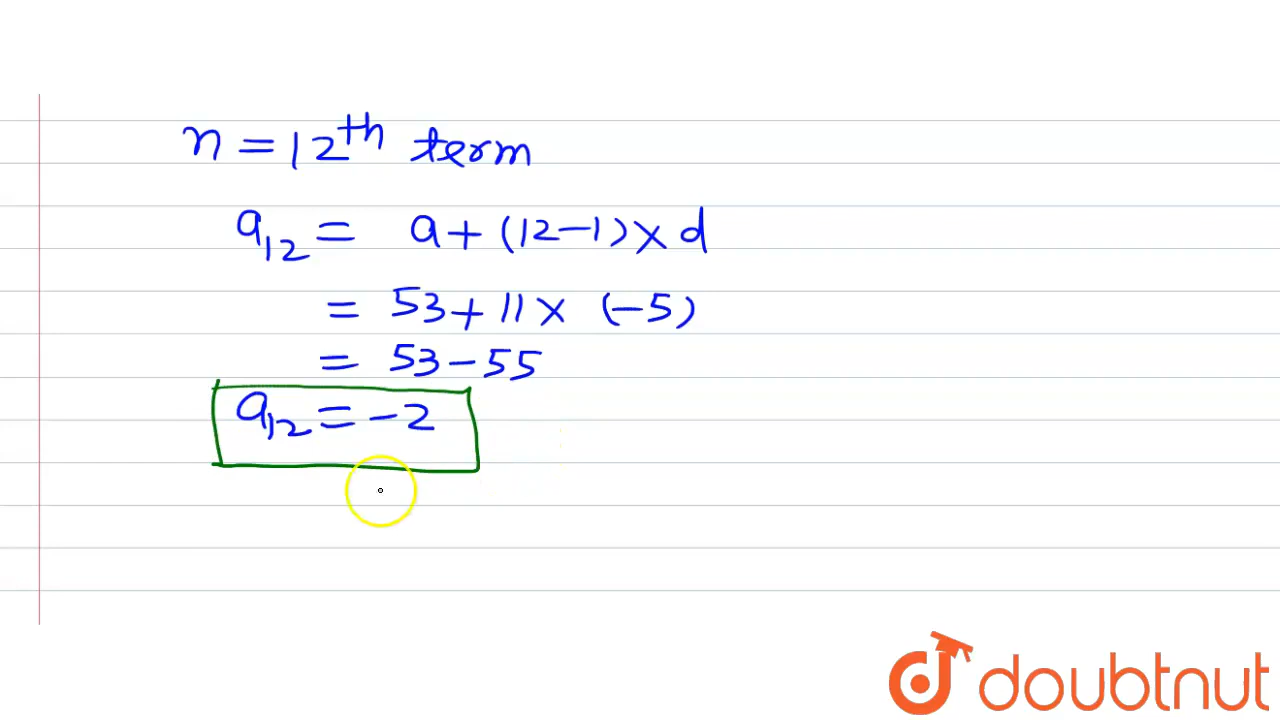 n = 12th term
a12 = a + (12 - 1) × d
= 53 + 11 × (-5)
= 53 - 55
a12 = -2
doubtnut